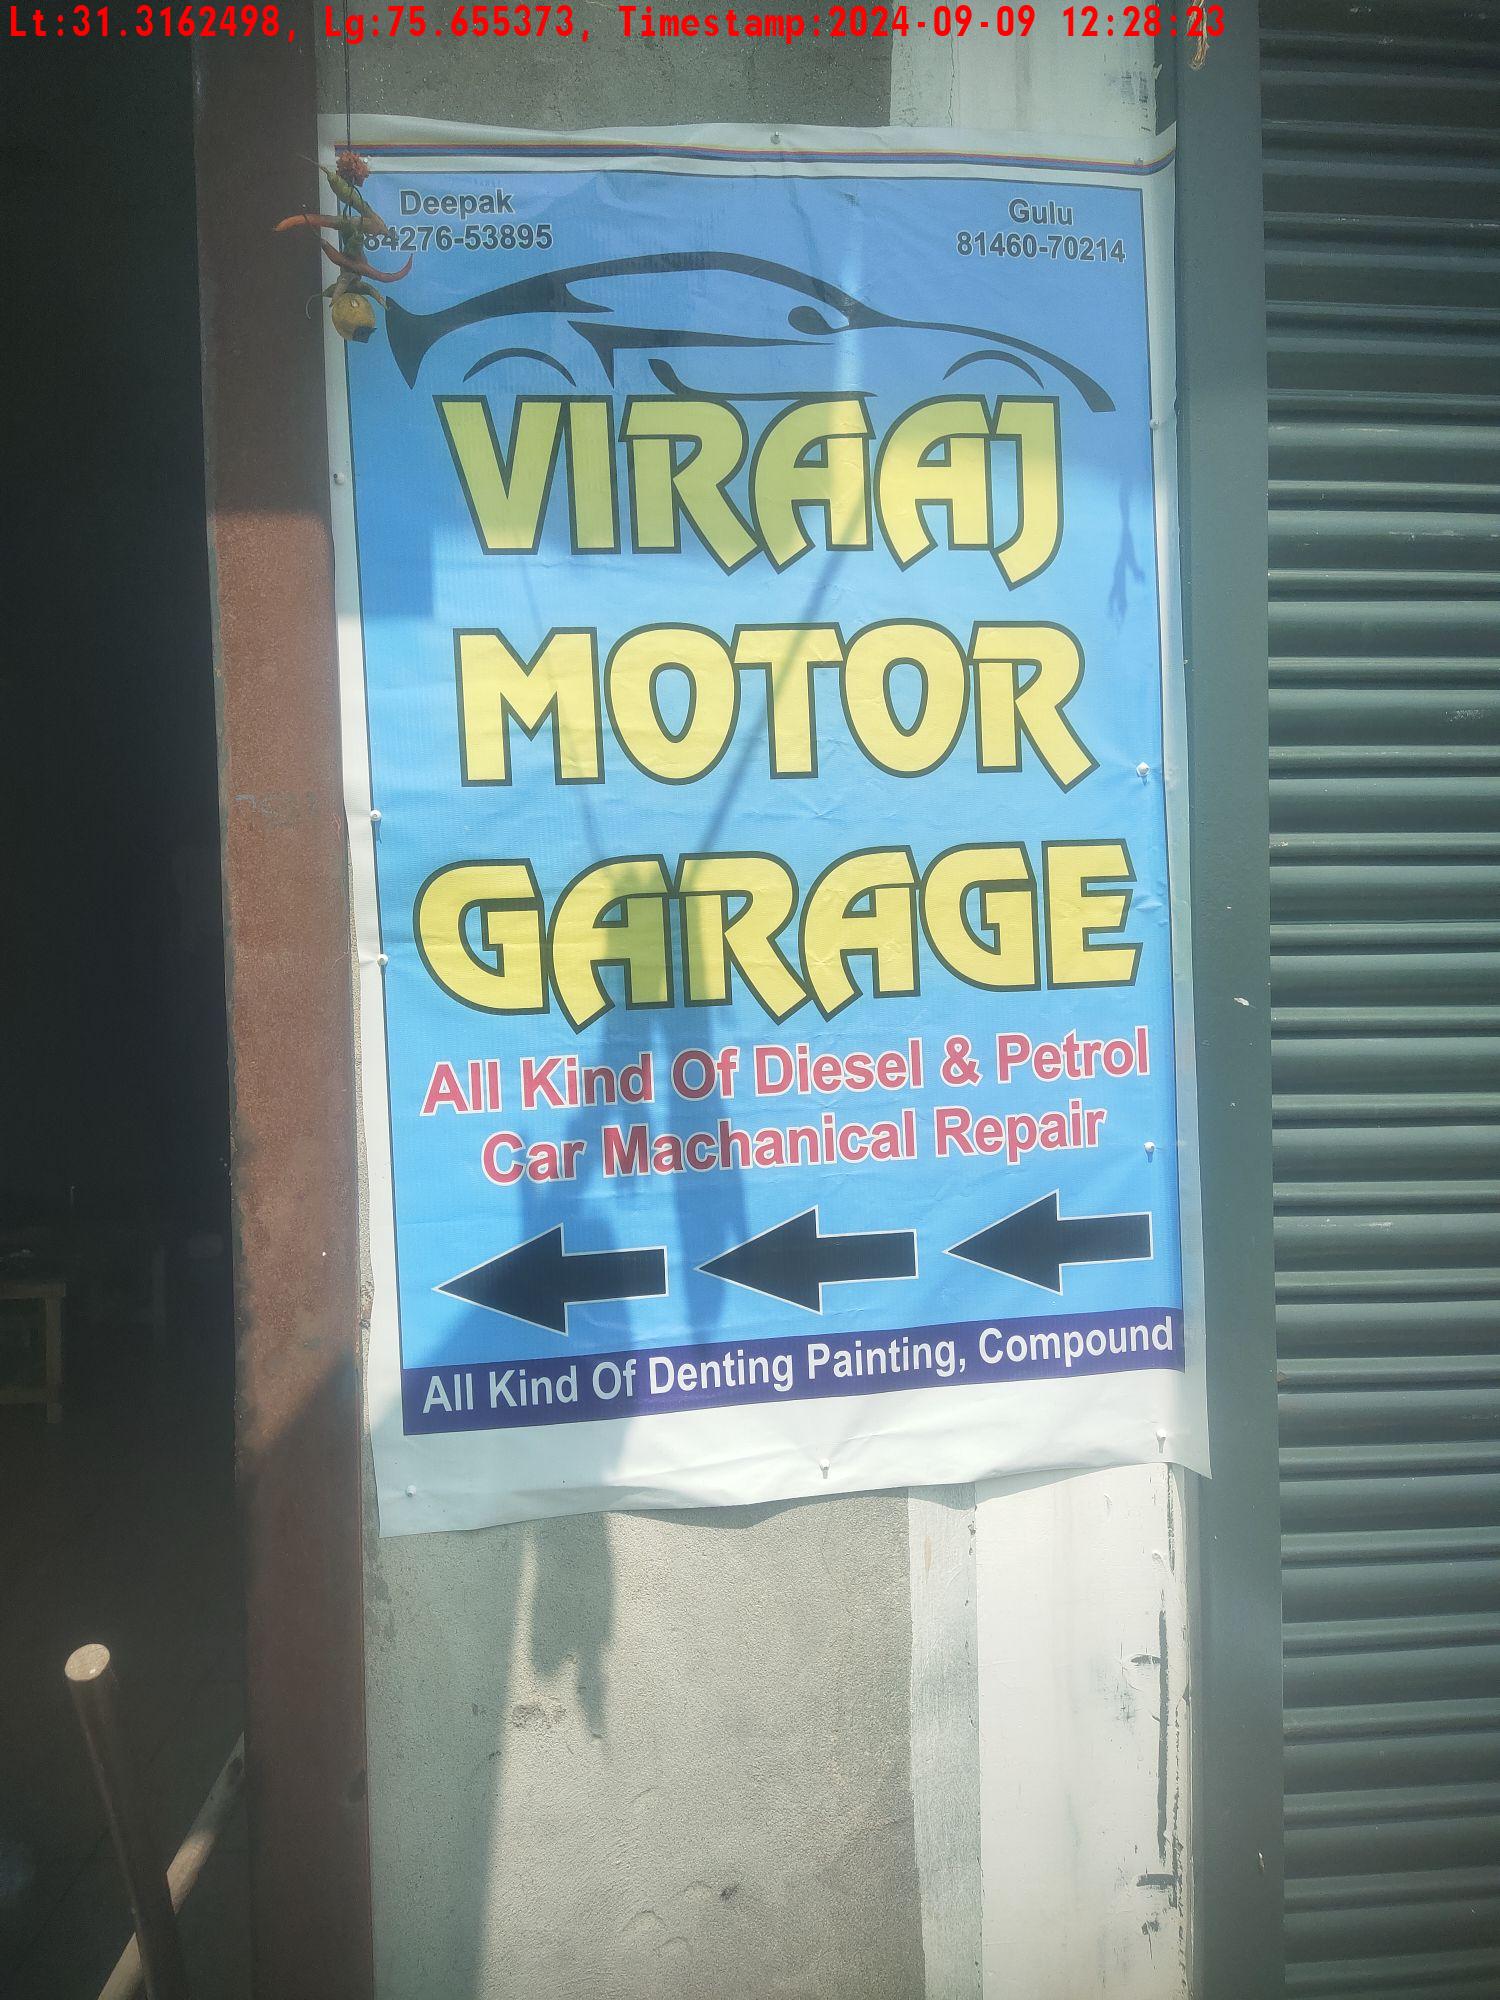 Lt:31.3162498, Lg:75.655373, Timestamp:2024-09-09 12:28:23
Deepak
84276-53895
Gulu
81460-70214
VIRAAJ
MOTOR
GARAGE
All Kind Of Diesel & Petrol
Car Machanical Repair
All Kind Of Denting Painting, Compound